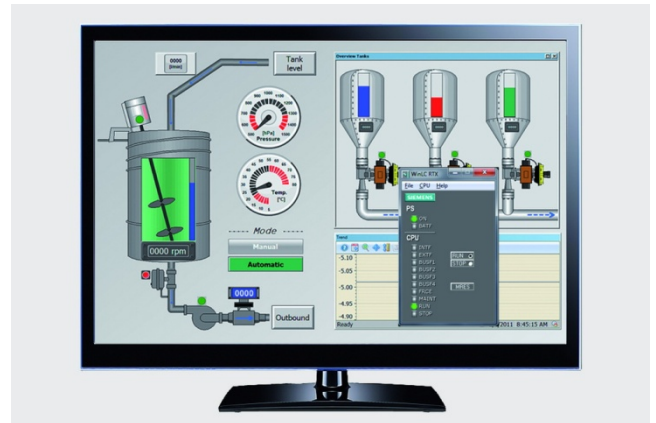 0000
[l/min]
Tank
level
[hPa]
Pressure
Temp.
[°C]
Mode
Manual
Automatic
0000 rpm
0000
Outbound
Overview Tanks
WinLC RTX
File CPU Help
SIEMENS
PS
ON
BATT
CPU
INTF
EXTF
BUSF1
BUSF2
BUSF3
BUSF4
FRCE
MAINT
RUN
STOP
RUN
STOP
MRES
Trend
-5.10
-5.05
-5.00
-4.95
-4.90
Ready
/2011 8:45:15 AM